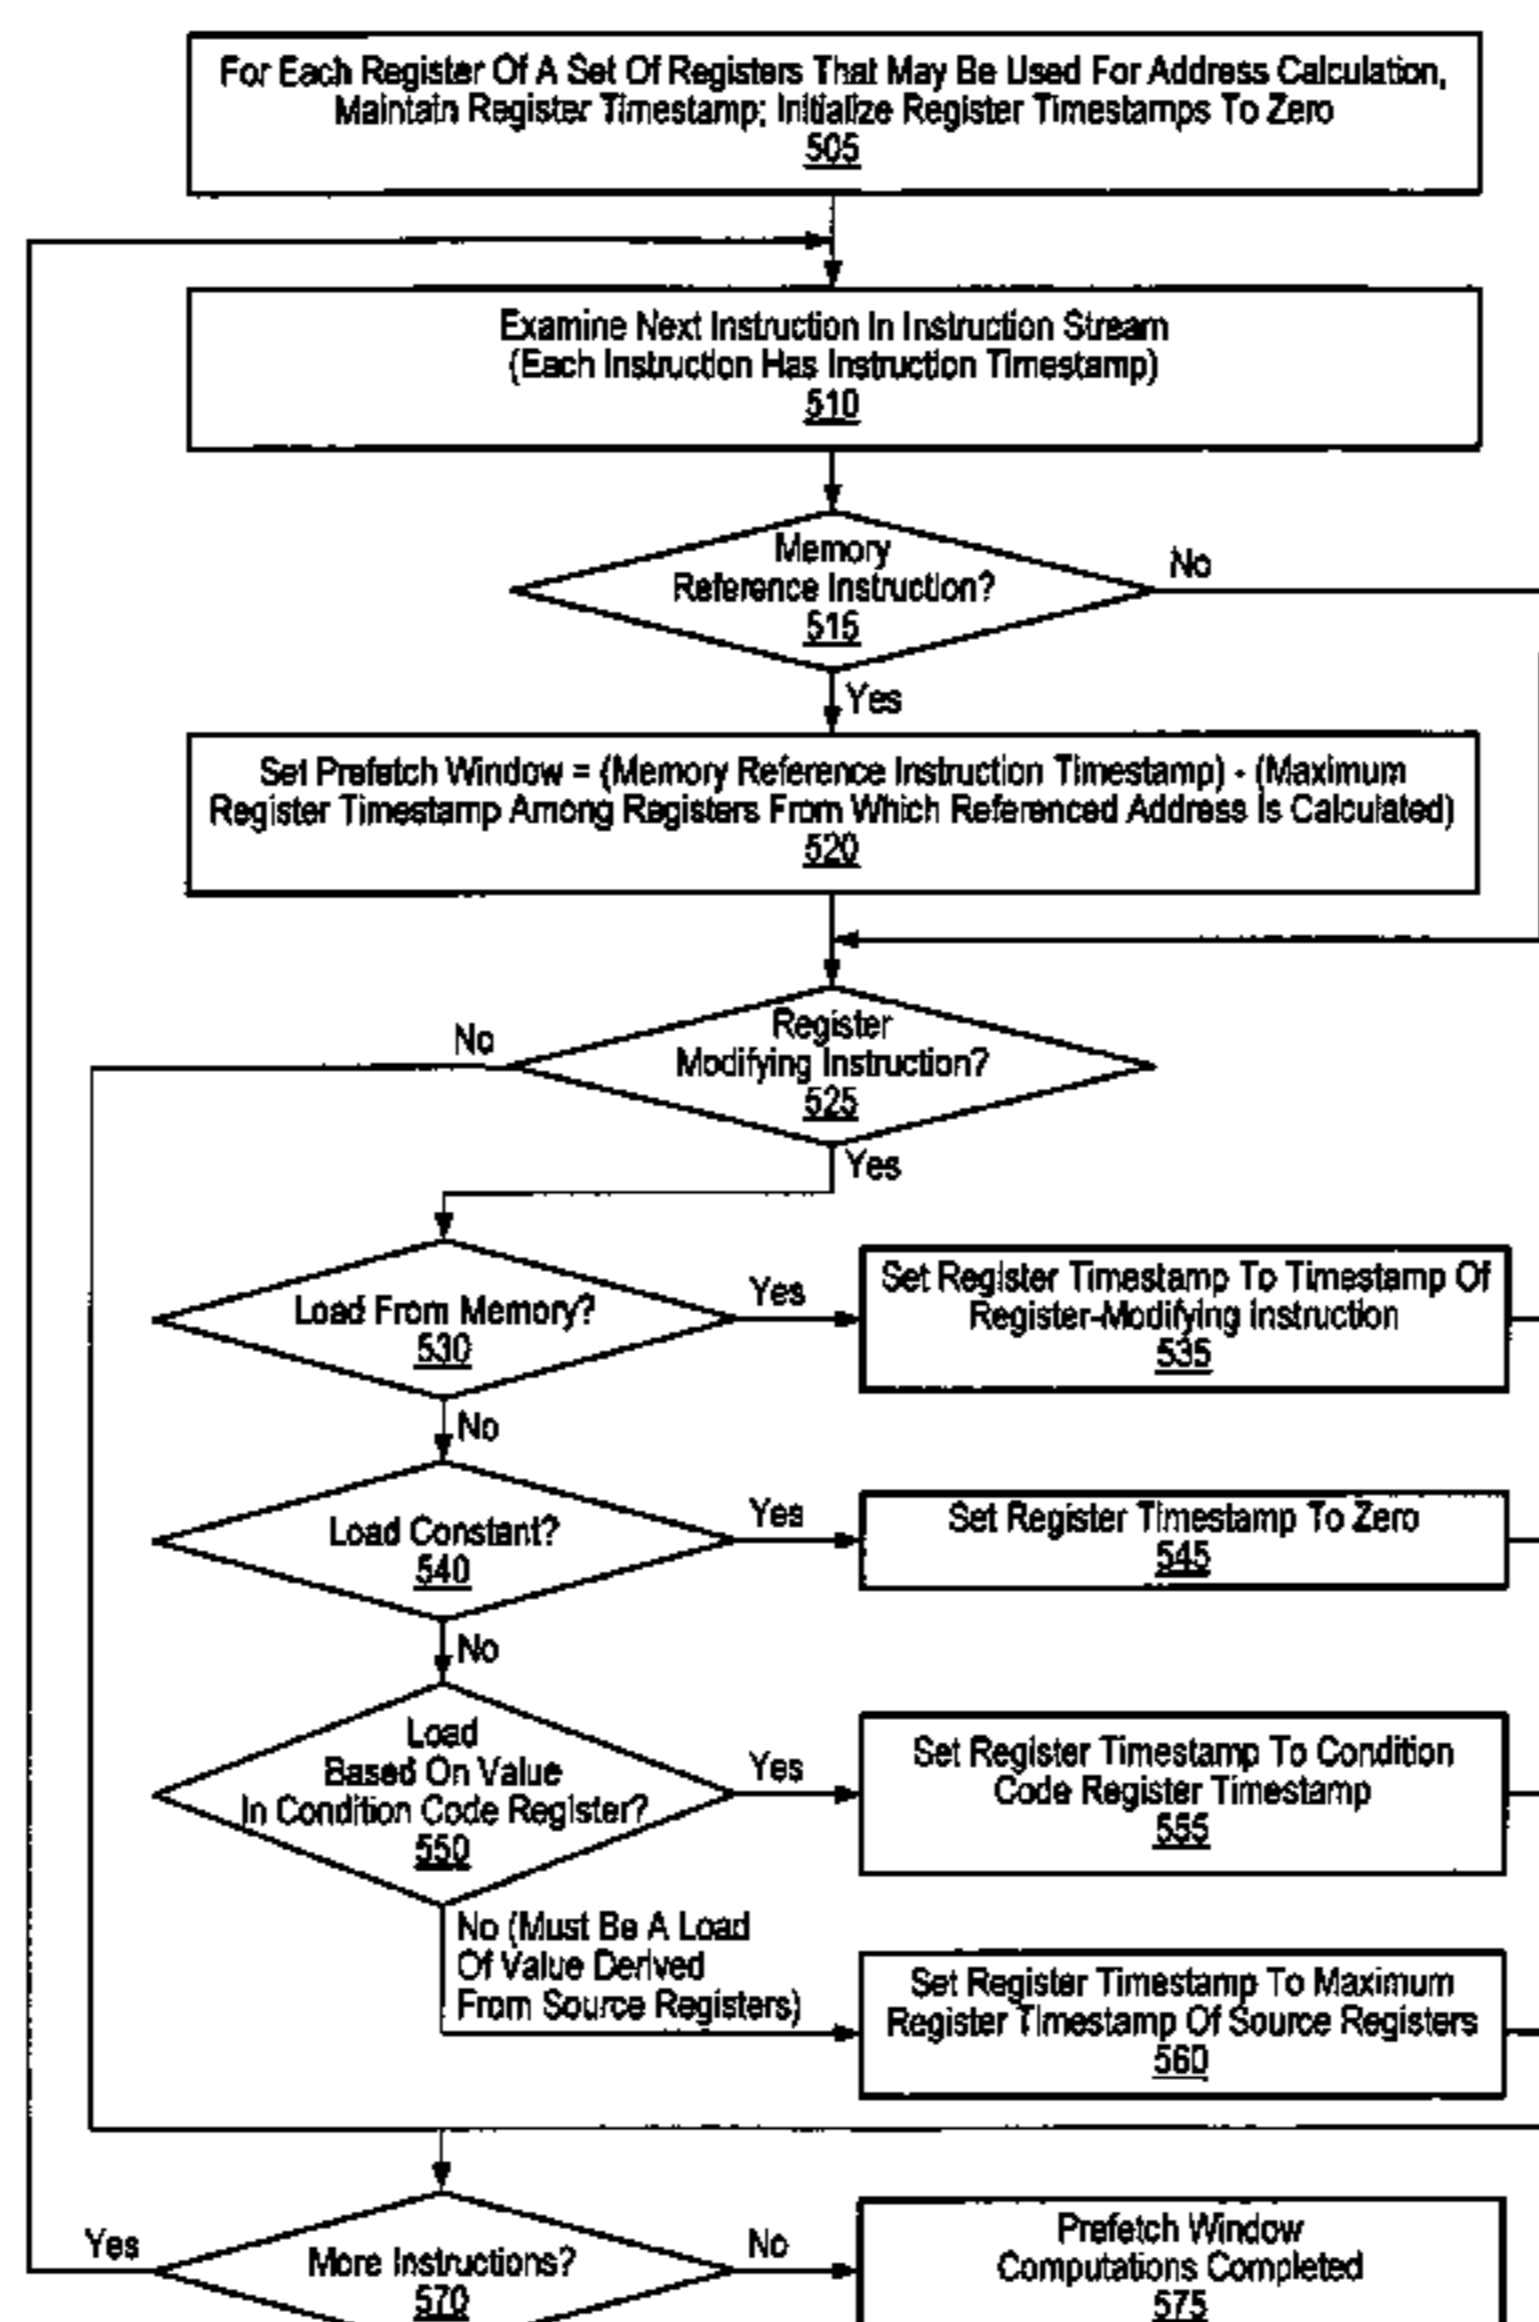 For Each Register Of A Set Of Registers That May Be Used For Address Calculation,
Maintain Register Timestamp; Initialize Register Timestamps To Zero
505
Examine Next Instruction In Instruction Stream
(Each Instruction Has Instruction Timestamp)
510
Memory
Reference Instruction?
515
No
Yes
Set Prefetch Window = (Memory Reference Instruction Timestamp) - (Maximum
Register Timestamp Among Registers From Which Referenced Address Is Calculated)
520
Register
Modifying Instruction?
525
No
Yes
Load From Memory?
530
Yes
Set Register Timestamp To Timestamp Of
Register-Modifying Instruction
535
No
Load Constant?
540
Yes
Set Register Timestamp To Zero
545
No
Load
Based On Value
In Condition Code Register?
550
Yes
Set Register Timestamp To Condition
Code Register Timestamp
555
No (Must Be A Load
Of Value Derived
From Source Registers)
Set Register Timestamp To Maximum
Register Timestamp Of Source Registers
560
Yes
More Instructions?
570
No
Prefetch Window
Computations Completed
575